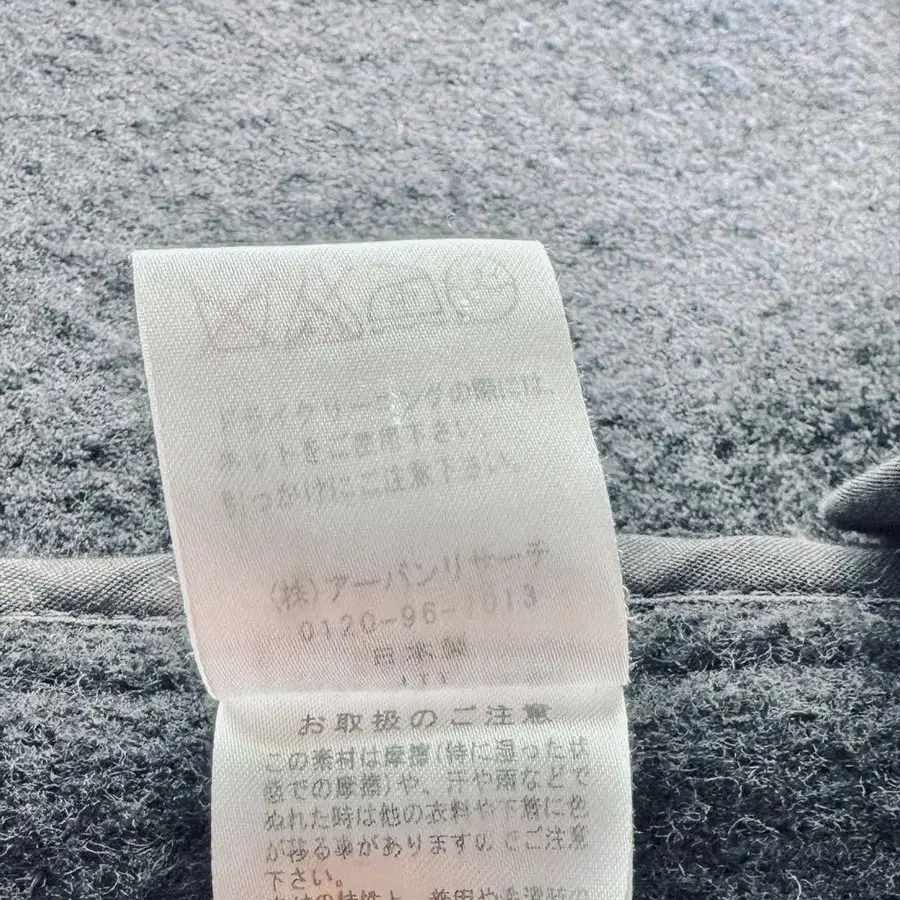 ドライクリーニングの際には、
ネットをご使用下さい。
引っかけにご注意下さい。
(株)アーバンリサーチ
0120-96-1013
日本製
お取扱のご注意
この素材は摩擦(特に湿った状
態での摩擦)や、汗や雨などで
ぬれた時は他の衣料や下着に色
が移る事がありますのでご注意
下さい。